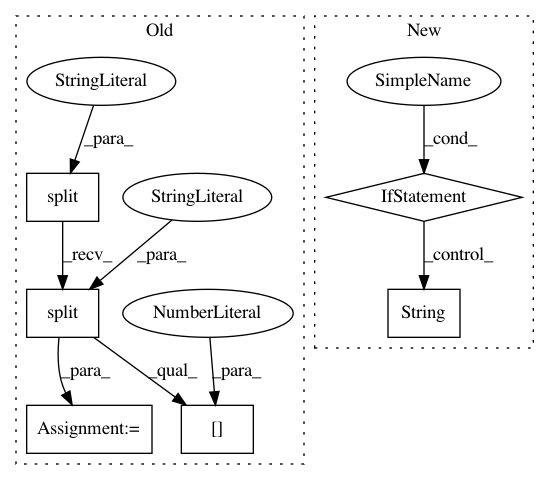 Old
New
StringLiteral
SimpleName
_para_
_cond_
split
StringLiteral
IfStatement
_recv_
_para_
_control_
split
NumberLiteral
String
_para_
_qual_
_para_
Assignment:=
[]